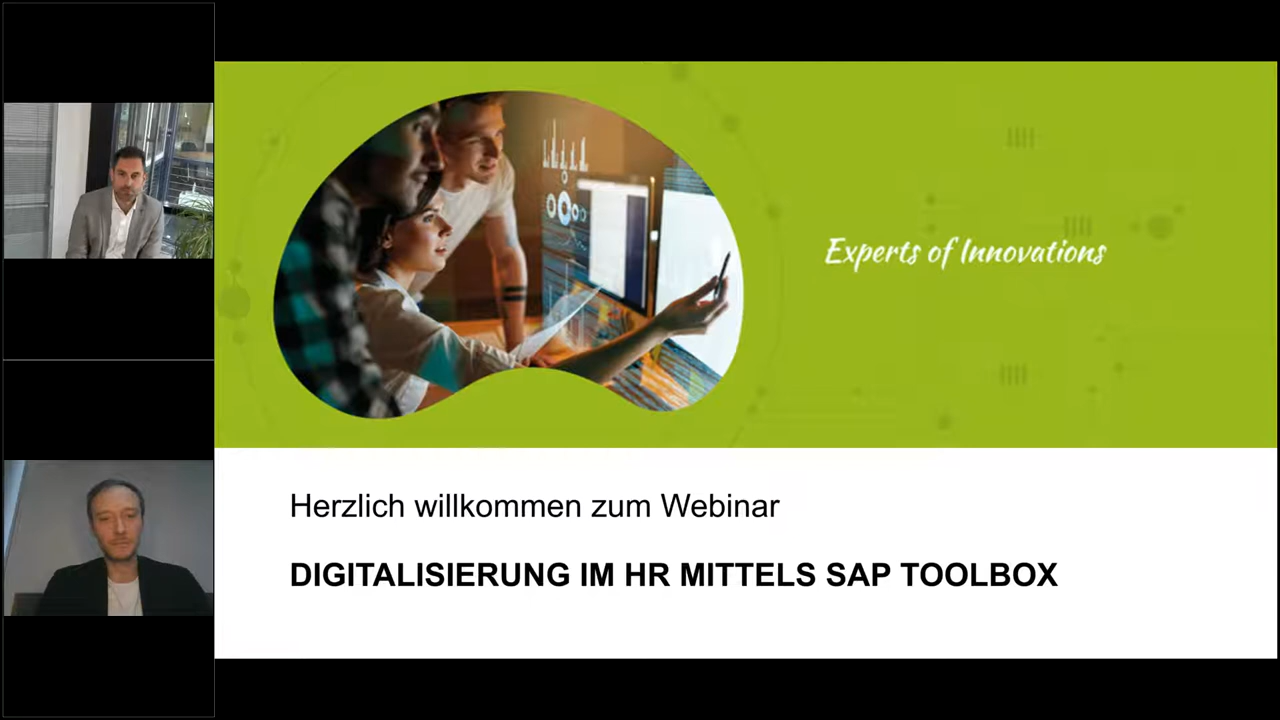 Experts of Innovations
Herzlich willkommen zum Webinar
DIGITALISIERUNG IM HR MITTELS SAP TOOLBOX